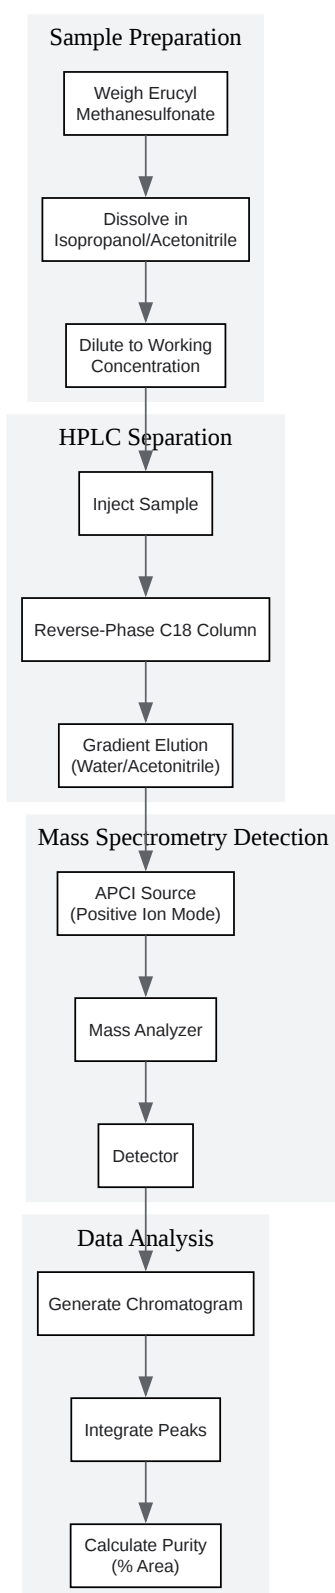 Sample Preparation
Weigh Erucyl
Methanesulfonate
Dissolve in
Isopropanol/Acetonitrile
Dilute to Working
Concentration
HPLC Separation
Inject Sample
Reverse-Phase C18 Column
Gradient Elution
(Water/Acetonitrile)
Mass Spectrometry Detection
APCI Source
(Positive Ion Mode)
Mass Analyzer
Detector
Data Analysis
Generate Chromatogram
Integrate Peaks
Calculate Purity
(% Area)